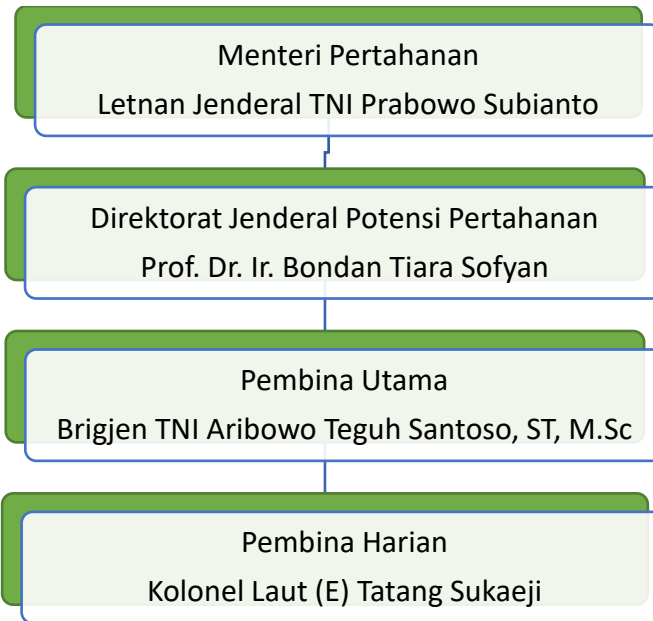 Menteri Pertahanan
Letnan Jenderal TNI Prabowo Subianto
Direktorat Jenderal Potensi Pertahanan
Prof. Dr. Ir. Bondan Tiara Sofyan
Pembina Utama
Brigjen TNI Aribowo Teguh Santoso, ST, M.Sc
Pembina Harian
Kolonel Laut (E) Tatang Sukaeji